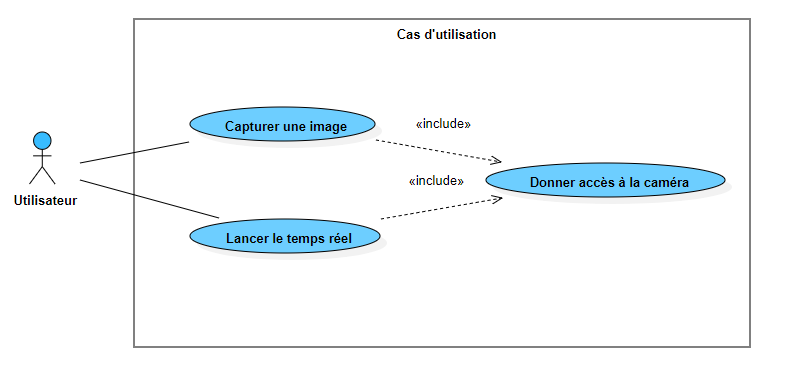 Cas d'utilisation
Capturer une image
«include»
Donner accès à la caméra
«include»
Utilisateur
Lancer le temps réel